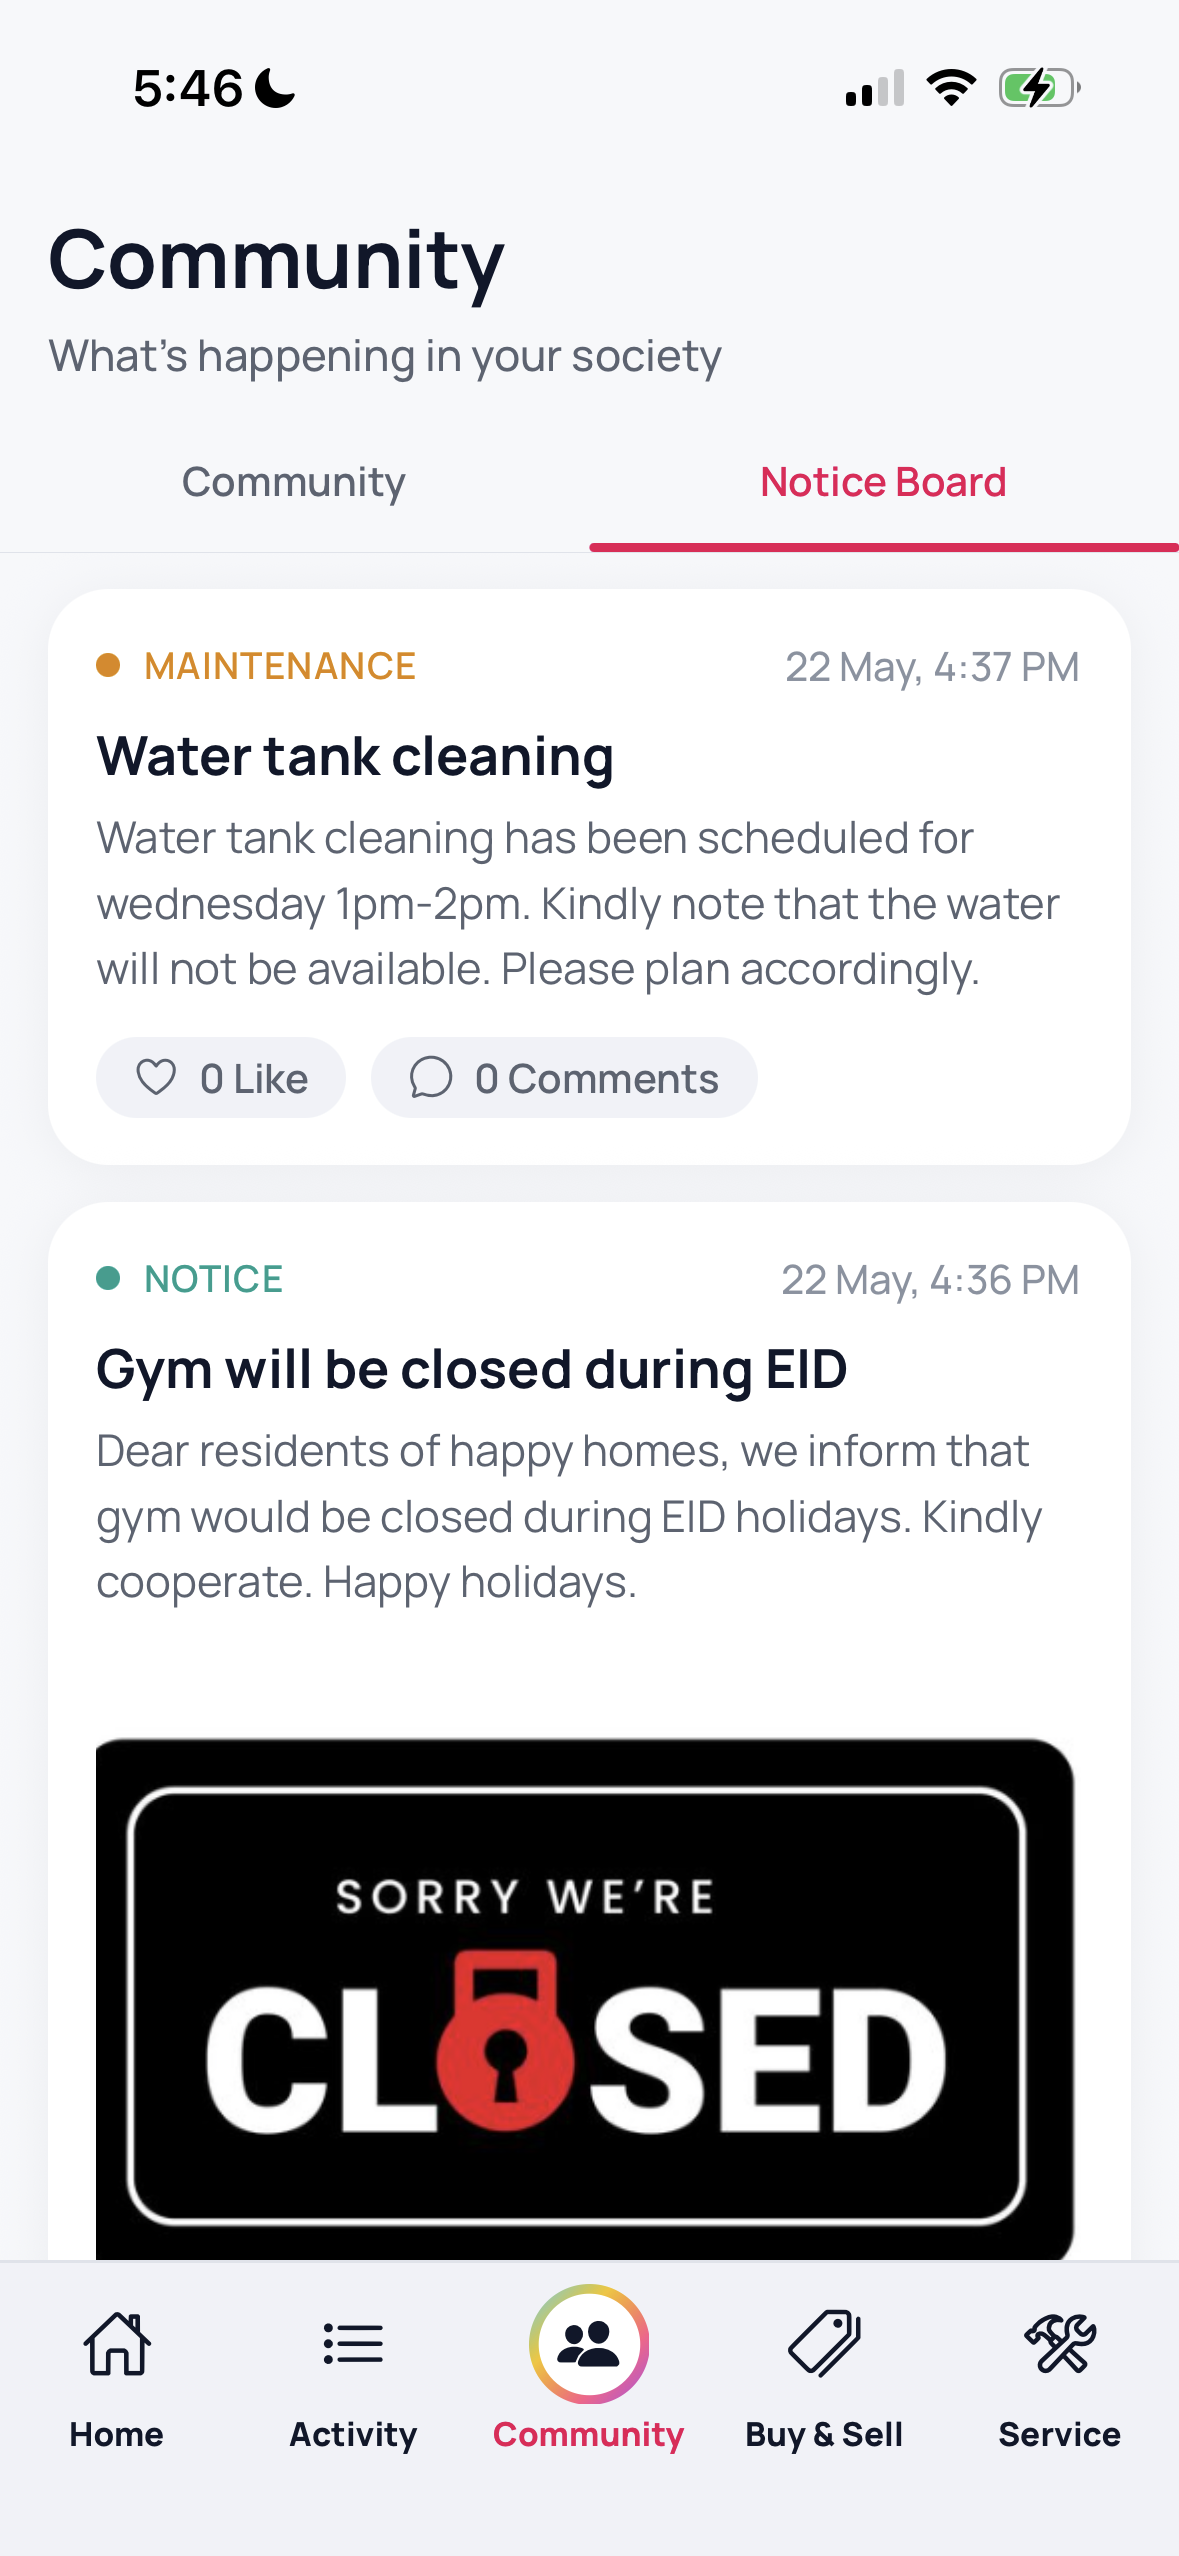 5:46
Community
What's happening in your society
Community
Notice Board
MAINTENANCE
22 May, 4:37 PM
Water tank cleaning
Water tank cleaning has been scheduled for
wednesday 1pm-2pm. Kindly note that the water
will not be available. Please plan accordingly.
0 Like
0 Comments
NOTICE
22 May, 4:36 PM
Gym will be closed during EID
Dear residents of happy homes, we inform that
gym would be closed during EID holidays. Kindly
cooperate. Happy holidays.
SORRY WE'RE
CLOSED
Home
Activity
Community
Buy & Sell
Service